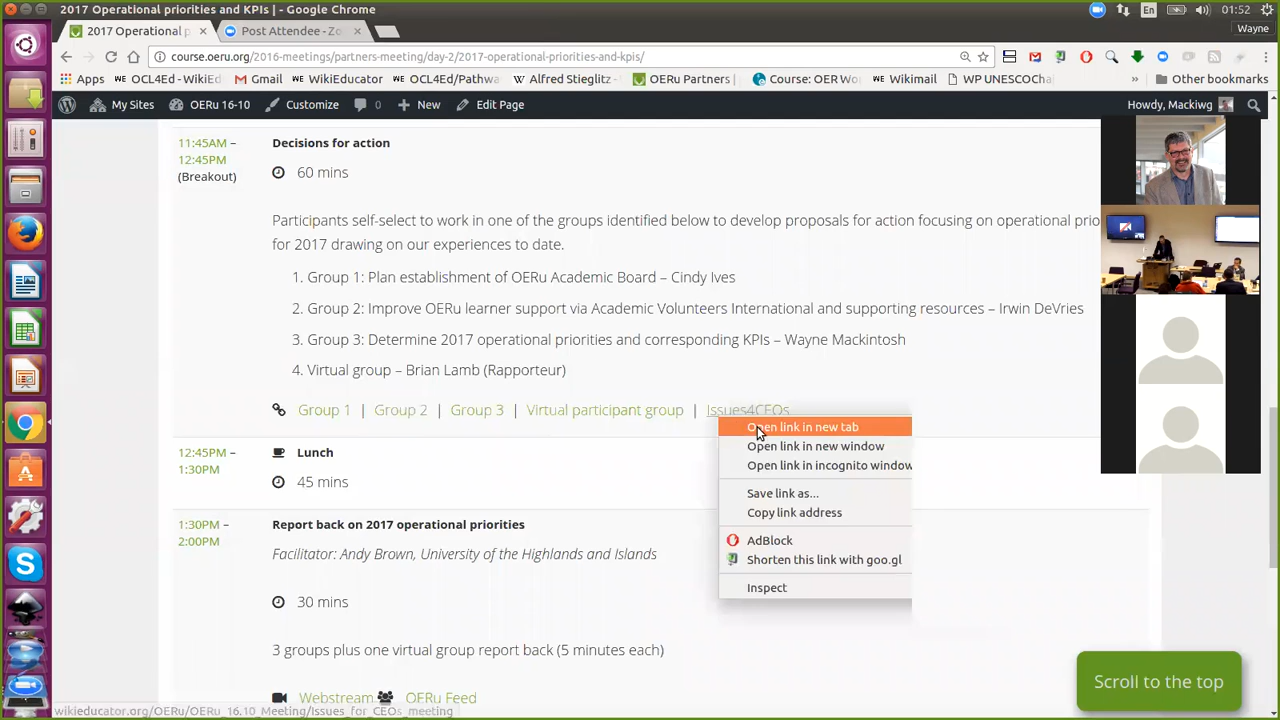 2017 Operational priorities and KPIs | - Google Chrome
En
01:52
2017 Operational p
Post Attendee - Zo
Wayne
course.oeru.org/2016-meetings/partners-meeting/day-2/2017-operational-priorities-and-kpis/
Apps
OCL4Ed - WikiEd
Gmail
WikiEducator
OCL4Ed/Pathwa
Alfred Stieglitz -
OERu Partners |
Course: OER Wo
Wikimail
WP UNESCOCha
Other bookmarks
My Sites
OERu 16-10
Customize
0
New
Edit Page
Howdy, Mackiwg
11:45AM –
12:45PM
(Breakout)
Decisions for action
60 mins
Participants self-select to work in one of the groups identified below to develop proposals for action focusing on operational prio
for 2017 drawing on our experiences to date.
1. Group 1: Plan establishment of OERu Academic Board – Cindy Ives
2. Group 2: Improve OERu learner support via Academic Volunteers International and supporting resources – Irwin DeVries
3. Group 3: Determine 2017 operational priorities and corresponding KPIs – Wayne Mackintosh
4. Virtual group – Brian Lamb (Rapporteur)
Group 1 | Group 2 | Group 3 | Virtual participant group | Issues4CEOs
Open link in new tab
Open link in new window
Open link in incognito window
Save link as...
Copy link address
AdBlock
Shorten this link with goo.gl
Inspect
12:45PM –
1:30PM
Lunch
45 mins
1:30PM –
2:00PM
Report back on 2017 operational priorities
Facilitator: Andy Brown, University of the Highlands and Islands
30 mins
3 groups plus one virtual group report back (5 minutes each)
Webstream
OERu Feed
Scroll to the top
wikieducator.org/OERu/OERu_16.10_Meeting/Issues_for_CEOs_meeting